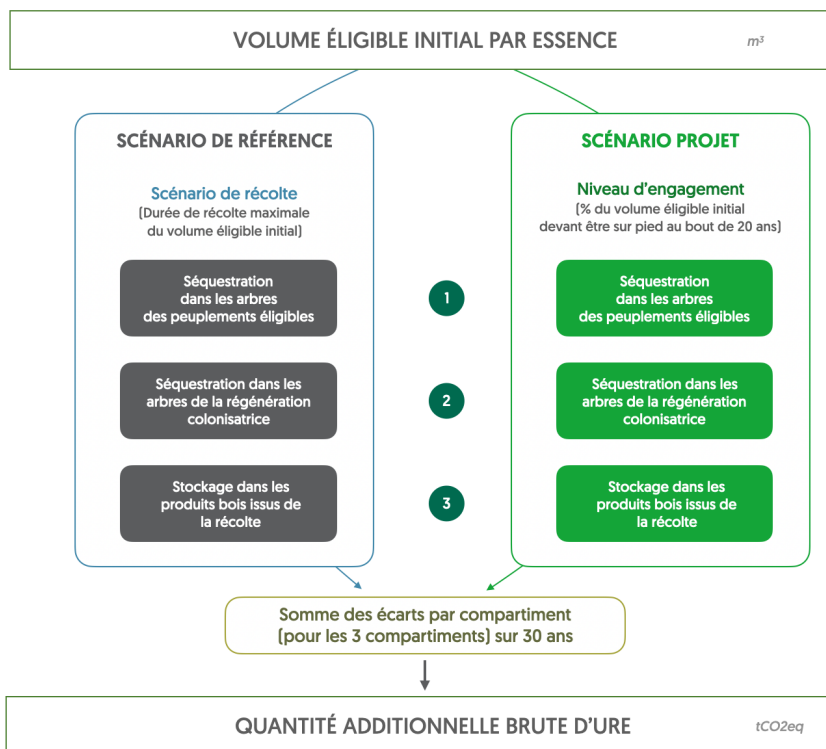 VOLUME ÉLIGIBLE INITIAL PAR ESSENCE
m³
SCÉNARIO DE RÉFÉRENCE
Scénario de récolte
(Durée de récolte maximale
du volume éligible initial)
Séquestration
dans les arbres
des peuplements éligibles
Séquestration dans les
arbres de la régénération
colonisatrice
Stockage dans les
produits bois issus de
la récolte
1
2
3
SCÉNARIO PROJET
Niveau d'engagement
(% du volume éligible initial
devant être sur pied au bout de 20 ans)
Séquestration
dans les arbres
des peuplements éligibles
Séquestration dans les
arbres de la régénération
colonisatrice
Stockage dans les
produits bois issus de
la récolte
Somme des écarts par compartiment
(pour les 3 compartiments) sur 30 ans
QUANTITÉ ADDITIONNELLE BRUTE D'URE
tCO2eq